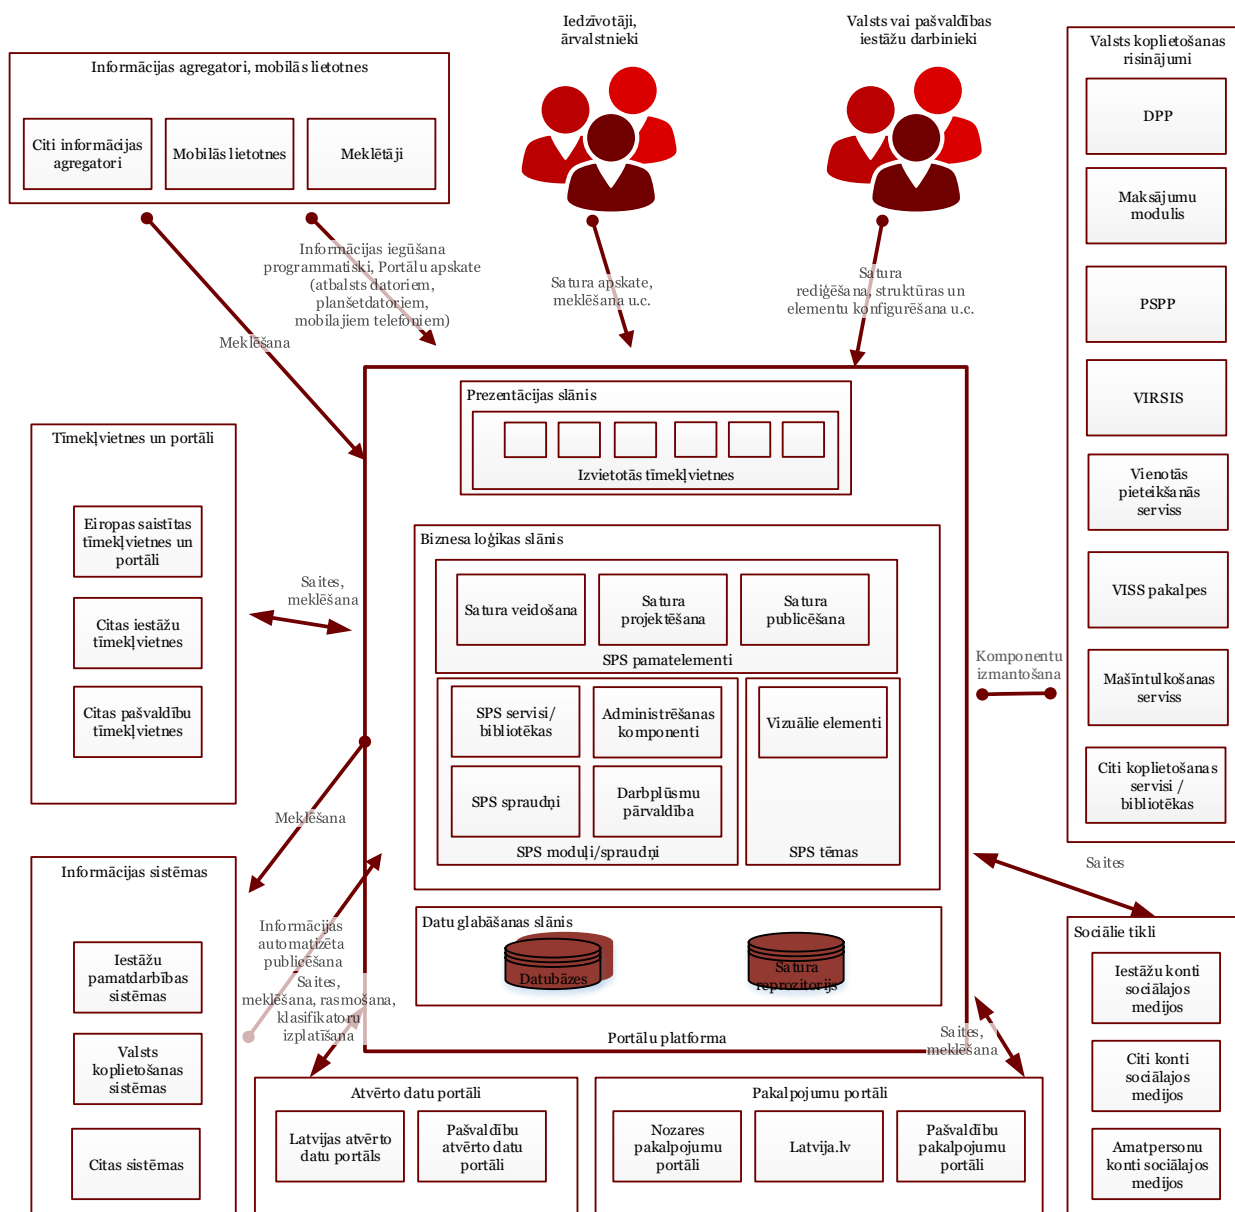 Iedzīvotāji,
ārvalstnieki
Valsts vai pašvaldības
iestāžu darbinieki
Informācijas agregatori, mobilās lietotnes
Citi informācijas
agregatori
Mobilās lietotnes
Meklētāji
Valsts koplietošanas
risinājumi
DPP
Maksājumu
modulis
PSPP
VIRSIS
Vienotās
pieteikšanās
serviss
VISS pakalpes
Mašīntulkošanas
serviss
Citi koplietošanas
servisi /
bibliotēkas
Informācijas iegūšana
programmatiski, Portālu apskate
(atbalsts datoriem,
planšetdatoriem,
mobilajiem telefoniem)
Meklēšana
Satura apskate,
meklēšana u.c.
Satura
rediģēšana, struktūras un
elementu konfigurēšana u.c.
Prezentācijas slānis
Izvietotās tīmekļvietnes
Tīmekļvietnes un portāli
Eiropas saistītas
tīmekļvietnes un
portāli
Citas iestāžu
tīmekļvietnes
Citas pašvaldību
tīmekļvietnes
Saites,
meklēšana
Biznesa loģikas slānis
Satura veidošana
Satura
projektēšana
Satura
publicēšana
SPS pamatelementi
SPS servisi/
bibliotēkas
Administrēšanas
komponenti
SPS spraudņi
Darbplūsmu
pārvaldība
SPS moduļi/spraudņi
Vizuālie elementi
SPS tēmas
Komponentu
izmantošana
Meklēšana
Informācijas sistēmas
Iestāžu
pamatdarbības
sistēmas
Valsts
koplietošanas
sistēmas
Citas sistēmas
Informācijas
automatizēta
publicēšana
Saites,
meklēšana, rasmošana,
klasifikatoru
izplatīšana
Datu glabāšanas slānis
Datubāzes
Satura
reprozitorijs
Portālu platforma
Saites
Saites,
meklēšana
Sociālie tikli
Iestāžu konti
sociālajos
medijos
Citi konti
sociālajos
medijos
Amatpersonu
konti sociālajos
medijos
Atvērto datu portāli
Latvijas atvērto
datu portāls
Pašvaldību
atvērto datu
portāli
Pakalpojumu portāli
Nozares
pakalpojumu
portāli
Latvija.lv
Pašvaldību
pakalpojumu
portāli